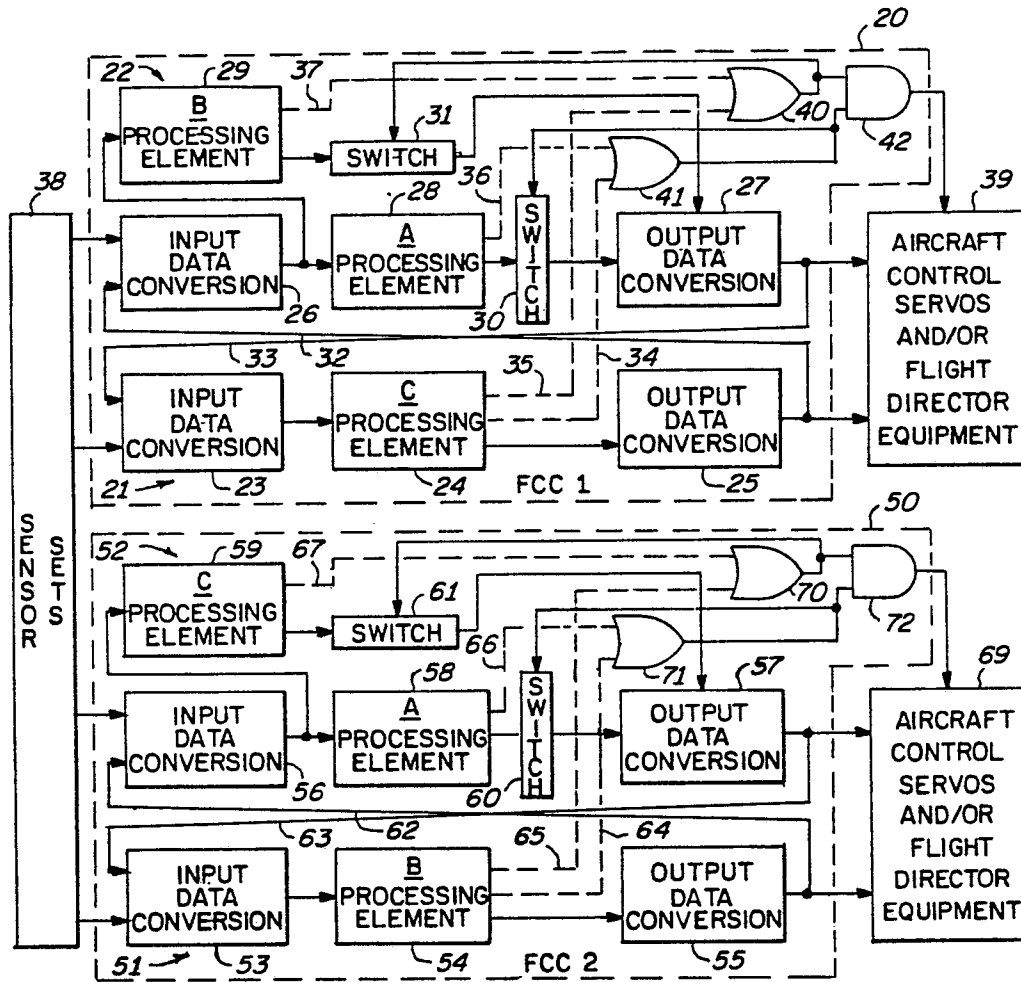 20
22
29
37
B
PROCESSING
ELEMENT
31
SWITCH
40
42
36
41
38
28
27
39
INPUT
DATA
CONVERSION
26
A
PROCESSING
ELEMENT
SWITCH
30
OUTPUT
DATA
CONVERSION
AIRCRAFT
CONTROL
SERVOS
AND/OR
FLIGHT
DIRECTOR
EQUIPMENT
33
32
35
34
INPUT
DATA
CONVERSION
C
PROCESSING
ELEMENT
OUTPUT
DATA
CONVERSION
21
23
24
FCC 1
25
SENSOR
SETS
50
52
59
67
C
PROCESSING
ELEMENT
61
SWITCH
70
72
66
71
58
57
69
INPUT
DATA
CONVERSION
56
A
PROCESSING
ELEMENT
SWITCH
60
OUTPUT
DATA
CONVERSION
AIRCRAFT
CONTROL
SERVOS
AND/OR
FLIGHT
DIRECTOR
EQUIPMENT
63
62
65
64
INPUT
DATA
CONVERSION
B
PROCESSING
ELEMENT
OUTPUT
DATA
CONVERSION
51
53
54
FCC 2
55